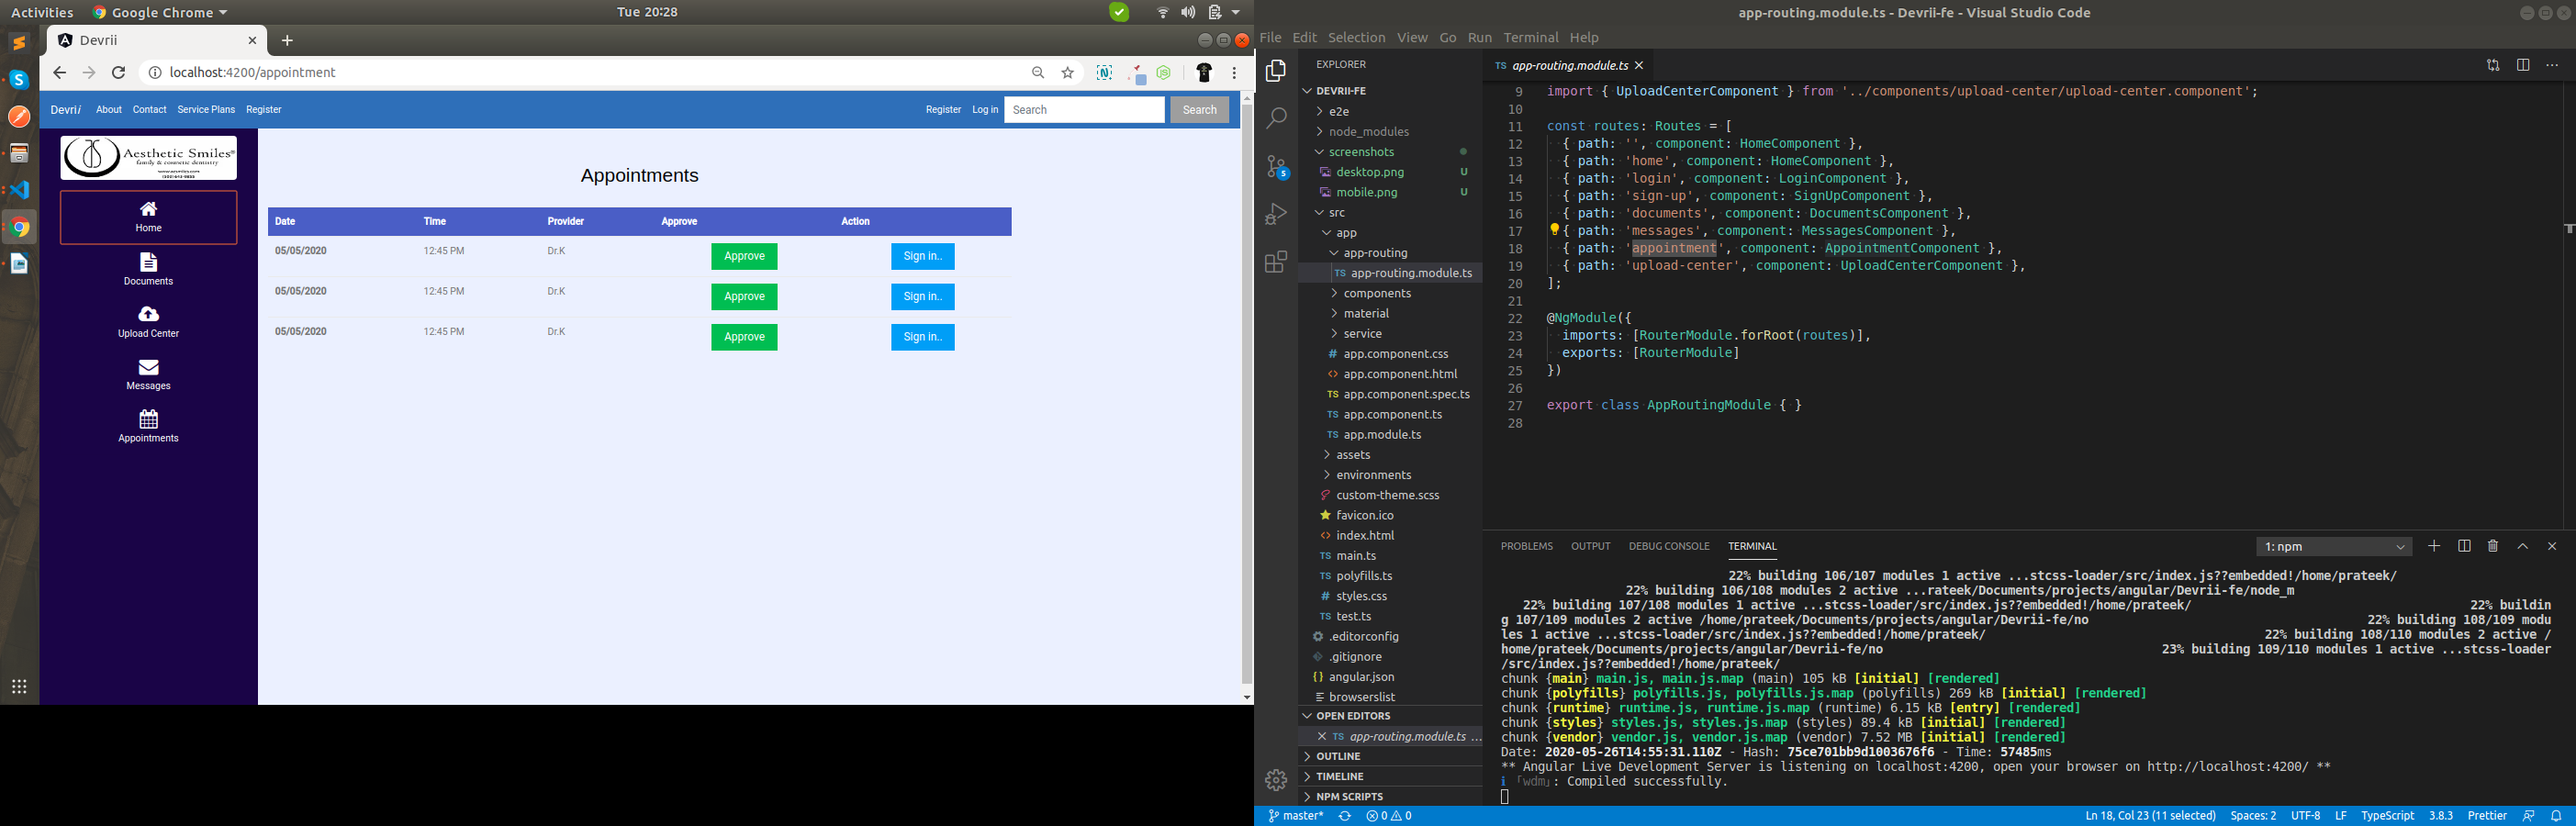 Activities
Google Chrome
Tue 20:28
Devrii
localhost:4200/appointment
Devrii About Contact Service Plans Register
Register Log in Search Search
Aesthetic Smiles®
family & cosmetic dentistry
Home
Documents
Upload Center
Messages
Appointments
Appointments
Date Time Provider Approve Action
05/05/2020 12:45 PM Dr.K Approve Sign in..
05/05/2020 12:45 PM Dr.K Approve Sign in..
05/05/2020 12:45 PM Dr.K Approve Sign in..
app-routing.module.ts - Devrii-fe - Visual Studio Code
File Edit Selection View Go Run Terminal Help
EXPLORER
DEVRII-FE
e2e
node_modules
screenshots
desktop.png U
mobile.png U
src
app
app-routing
TS app-routing.module.ts
components
material
service
# app.component.css
<> app.component.html
TS app.component.spec.ts
TS app.component.ts
TS app.module.ts
assets
environments
custom-theme.scss
favicon.ico
<> index.html
TS main.ts
TS polyfills.ts
# styles.css
TS test.ts
.editorconfig
.gitignore
{} angular.json
browserslist
OPEN EDITORS
TS app-routing.module.ts ...
OUTLINE
TIMELINE
NPM SCRIPTS
TS app-routing.module.ts
9 import { UploadCenterComponent } from '../components/upload-center/upload-center.component';
10
11 const routes: Routes = [
12 { path: '', component: HomeComponent },
13 { path: 'home', component: HomeComponent },
14 { path: 'login', component: LoginComponent },
15 { path: 'sign-up', component: SignUpComponent },
16 { path: 'documents', component: DocumentsComponent },
17 { path: 'messages', component: MessagesComponent },
18 { path: 'appointment', component: AppointmentComponent },
19 { path: 'upload-center', component: UploadCenterComponent },
20 ];
21
22 @NgModule({
23 imports: [RouterModule.forRoot(routes)],
24 exports: [RouterModule]
25 })
26
27 export class AppRoutingModule { }
28
PROBLEMS OUTPUT DEBUG CONSOLE TERMINAL
1: npm
22% building 106/107 modules 1 active ...stcss-loader/src/index.js??embedded!/home/prateek/
22% building 106/108 modules 2 active ...rateek/Documents/projects/angular/Devrii-fe/node_m
22% building 107/108 modules 1 active ...stcss-loader/src/index.js??embedded!/home/prateek/ 22% buildin
g 107/109 modules 2 active /home/prateek/Documents/projects/angular/Devrii-fe/no 22% building 108/109 modu
les 1 active ...stcss-loader/src/index.js??embedded!/home/prateek/ 22% building 108/110 modules 2 active /
home/prateek/Documents/projects/angular/Devrii-fe/no 23% building 109/110 modules 1 active ...stcss-loader
/src/index.js??embedded!/home/prateek/
chunk {main} main.js, main.js.map (main) 105 kB [initial] [rendered]
chunk {polyfills} polyfills.js, polyfills.js.map (polyfills) 269 kB [initial] [rendered]
chunk {runtime} runtime.js, runtime.js.map (runtime) 6.15 kB [entry] [rendered]
chunk {styles} styles.js, styles.js.map (styles) 89.4 kB [initial] [rendered]
chunk {vendor} vendor.js, vendor.js.map (vendor) 7.52 MB [initial] [rendered]
Date: 2020-05-26T14:55:31.110Z - Hash: 75ce701bb9d1003676f6 - Time: 57485ms
** Angular Live Development Server is listening on localhost:4200, open your browser on http://localhost:4200/ **
ℹ 「wdm」: Compiled successfully.
master* 0 0
Ln 18, Col 23 (11 selected) Spaces: 2 UTF-8 LF TypeScript 3.8.3 Prettier